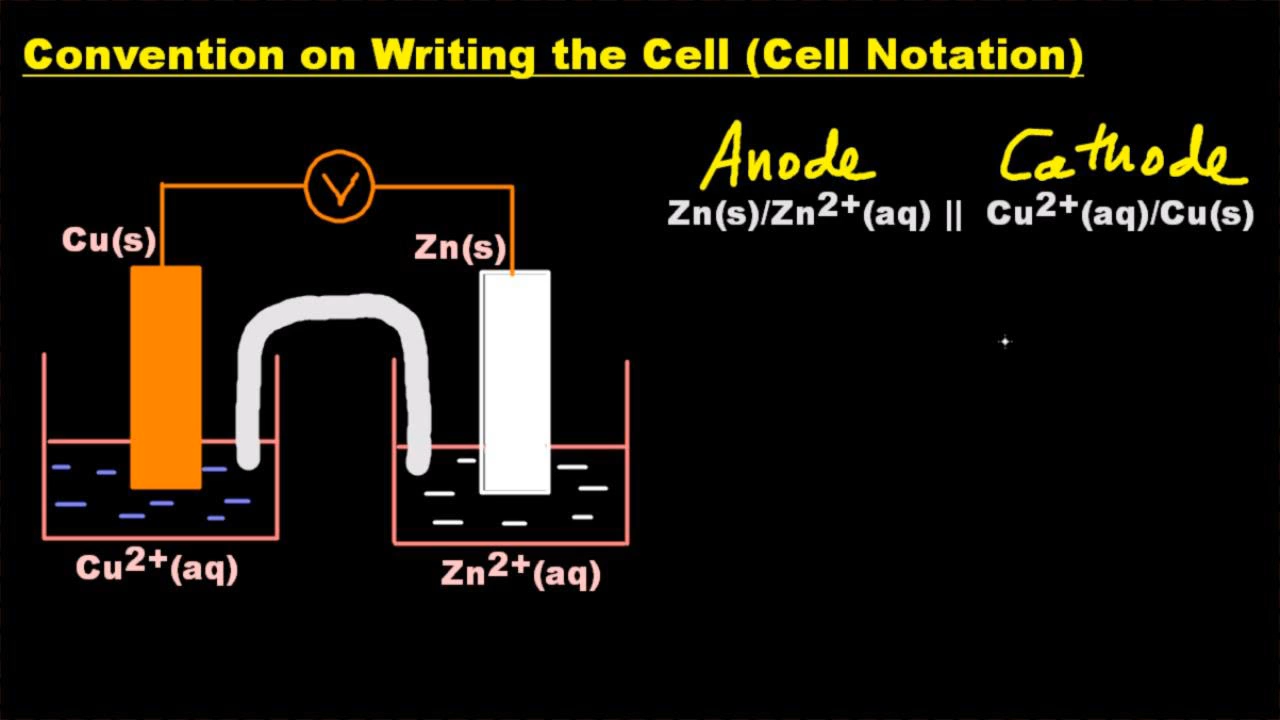 Convention on Writing the Cell (Cell Notation)
Anode Cathode
Zn(s)/Zn²⁺(aq) || Cu²⁺(aq)/Cu(s)
V
Cu(s)
Zn(s)
Cu²⁺(aq)
Zn²⁺(aq)